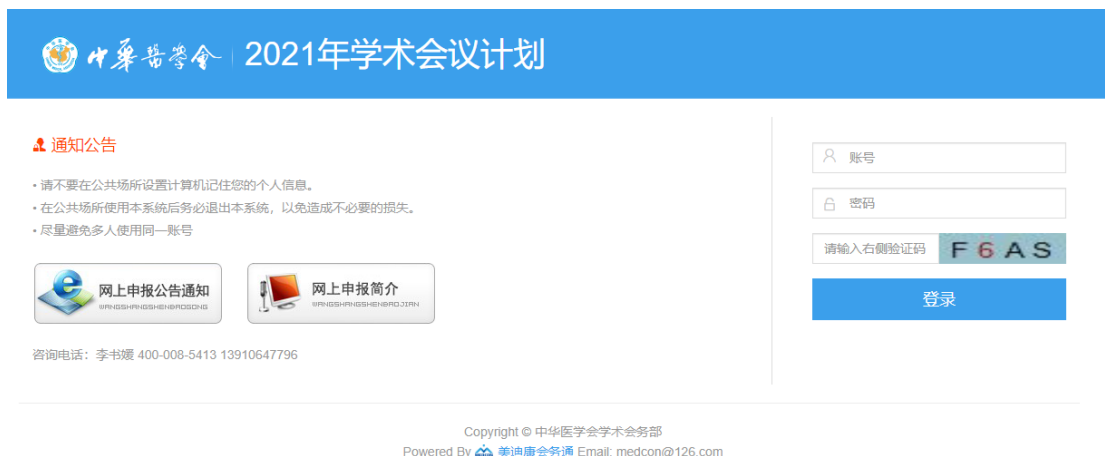 中华医学会 2021年学术会议计划
通知公告
• 请不要在公共场所设置计算机记住您的个人信息。
• 在公共场所使用本系统后务必退出本系统，以免造成不必要的损失。
• 尽量避免多人使用同一账号
网上申报公告通知
WANGSHANGSHENBAOGONG
网上申报简介
WANGSHANGSHENBAOJIAN
咨询电话：李书媛 400-008-5413 13910647796
账号
密码
请输入右侧验证码 F6AS
登录
Copyright © 中华医学会学术会务部
Powered By 美迪康会务通 Email: medcon@126.com